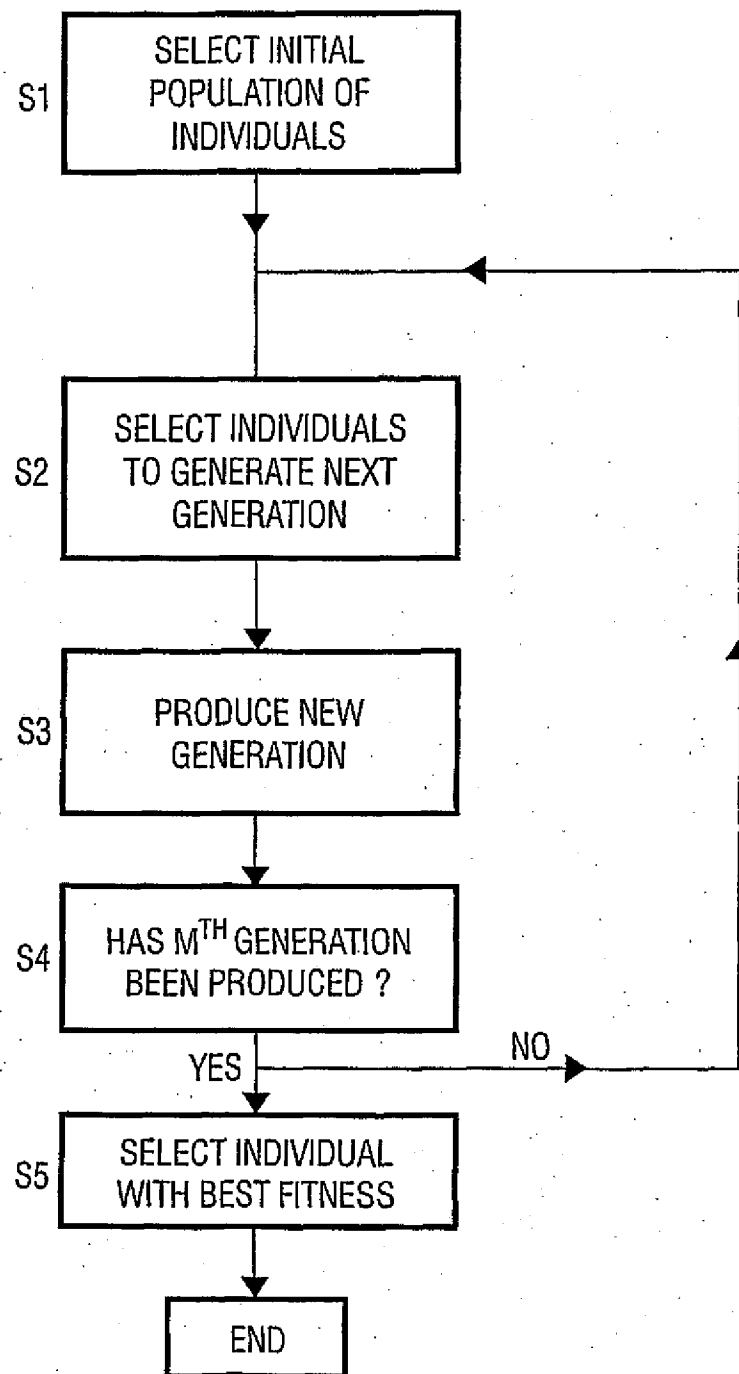 S1
SELECT INITIAL
POPULATION OF
INDIVIDUALS
S2
SELECT INDIVIDUALS
TO GENERATE NEXT
GENERATION
S3
PRODUCE NEW
GENERATION
S4
HAS MTH GENERATION
BEEN PRODUCED ?
YES
NO
S5
SELECT INDIVIDUAL
WITH BEST FITNESS
END